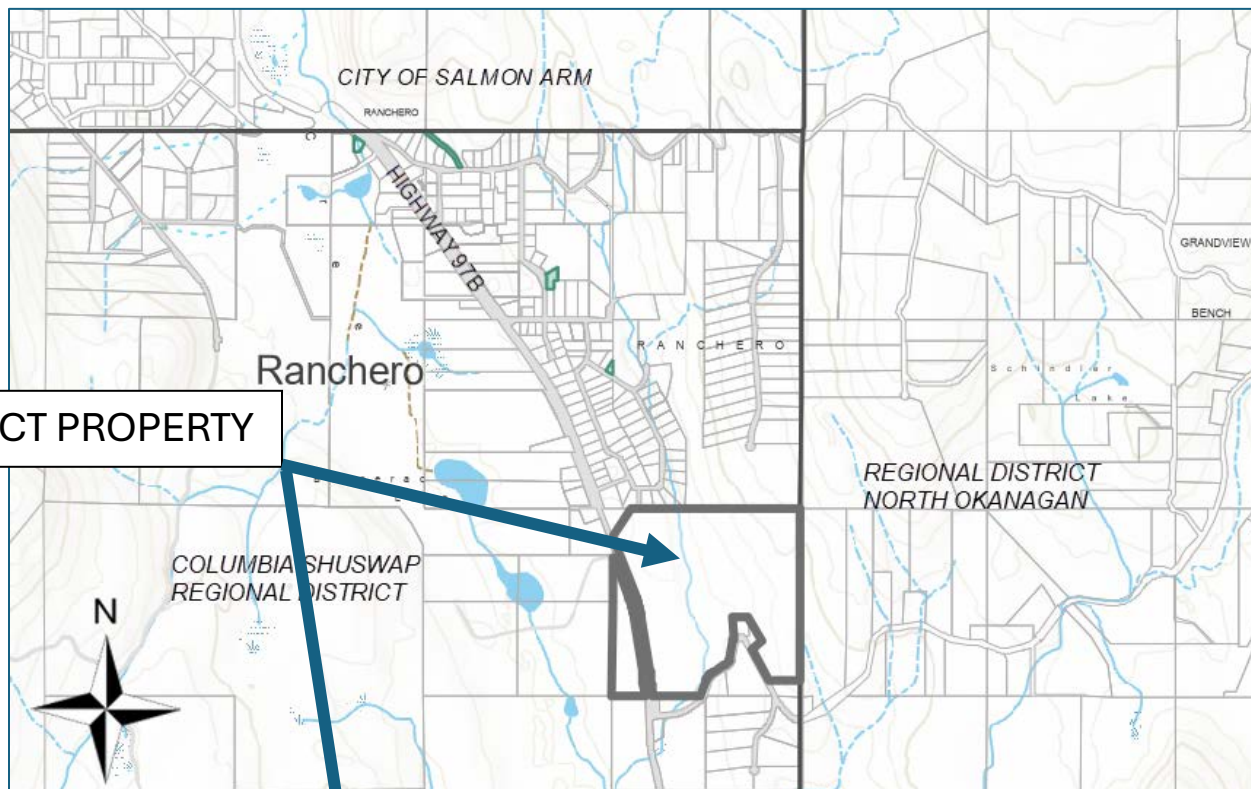 CITY OF SALMON ARM
RANCHERO
HIGHWAY 97B
GRANDVIEW
BENCH
RANCHERO
Ranchero
Schindler
Lake
CT PROPERTY
REGIONAL DISTRICT
NORTH OKANAGAN
COLUMBIA SHUSWAP
REGIONAL DISTRICT
N